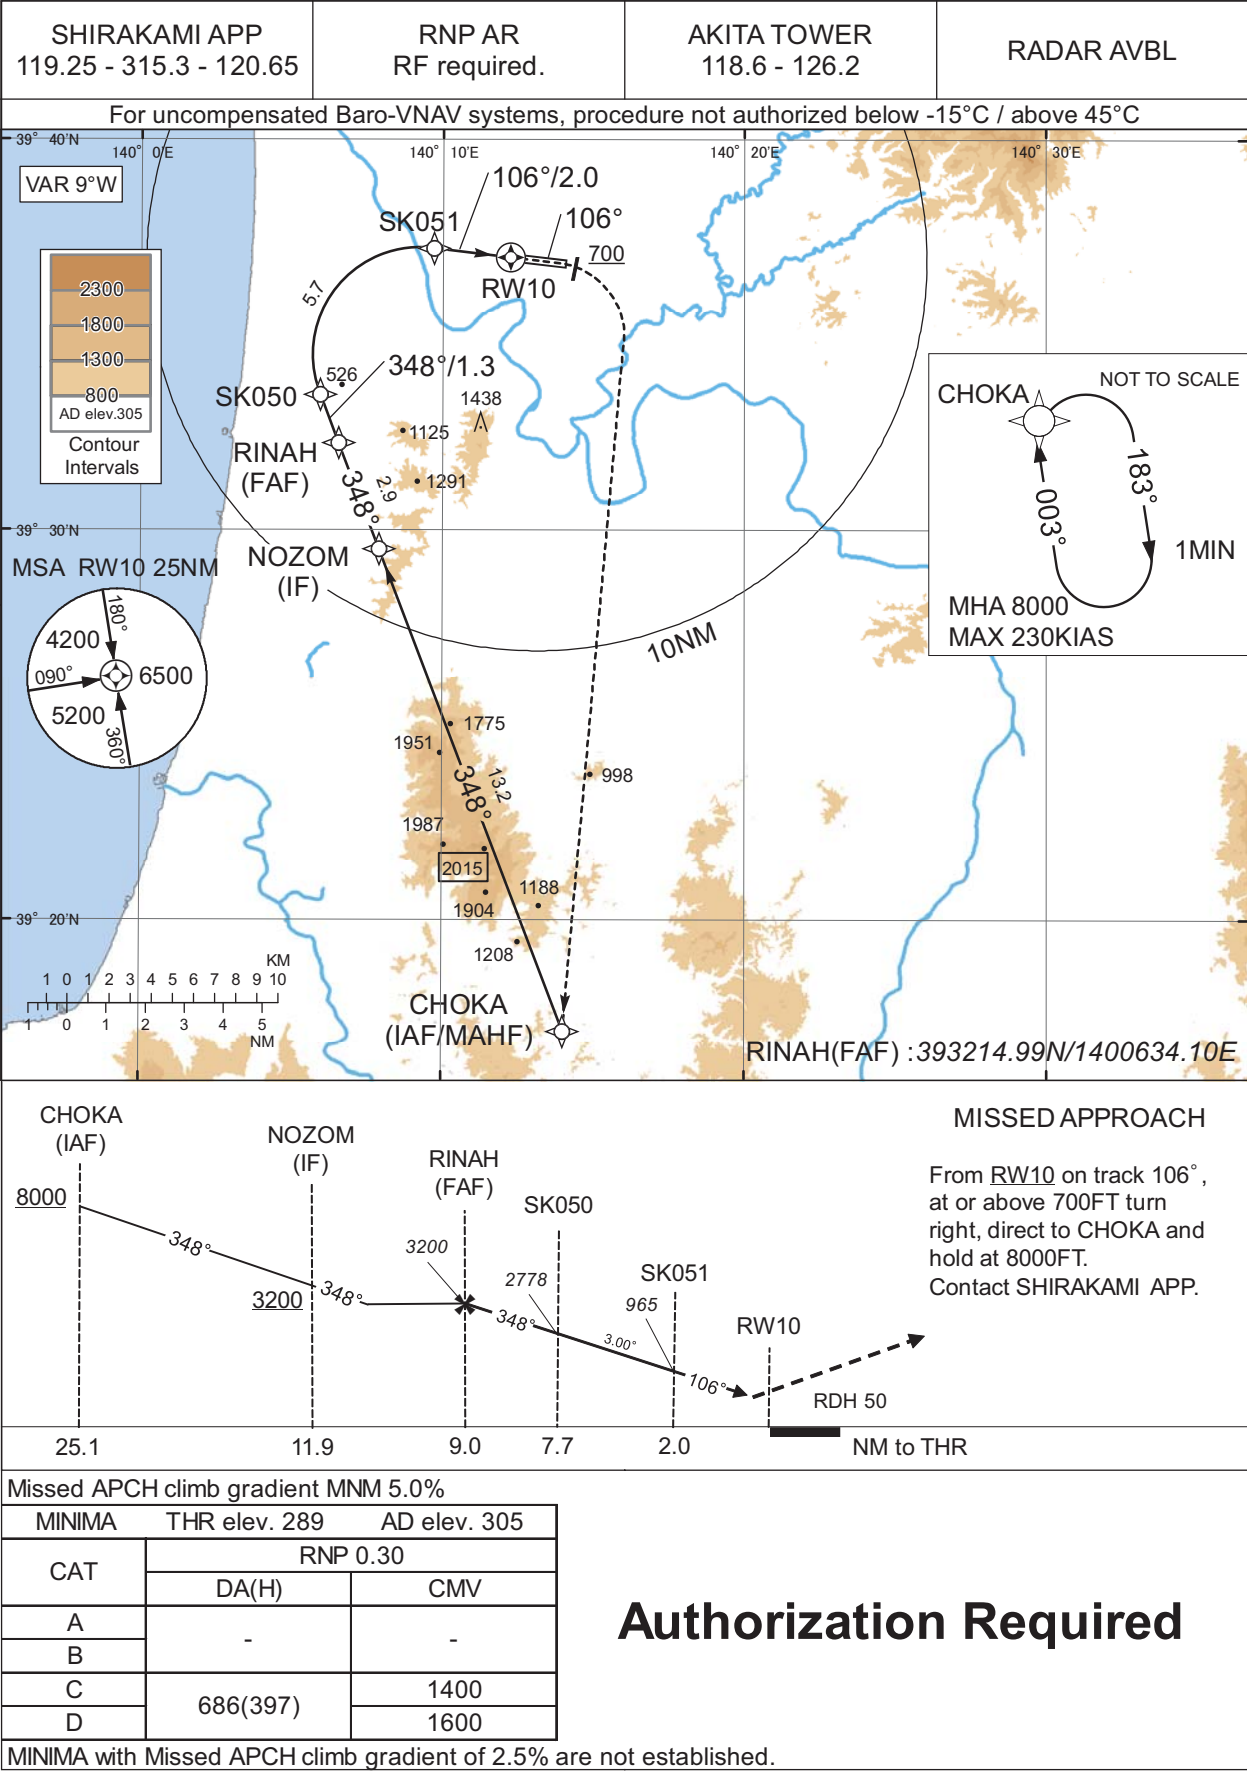 SHIRAKAMI APP
119.25 - 315.3 - 120.65
RNP AR
RF required.
AKITA TOWER
118.6 - 126.2
RADAR AVBL
For uncompensated Baro-VNAV systems, procedure not authorized below -15°C / above 45°C
39° 40'N
140° 0'E
140° 10'E
140° 20'E
140° 30'E
VAR 9°W
106°/2.0
SK051
106°
700
RW10
2300
1800
1300
800
AD elev.305
Contour
Intervals
5.7
526
348°/1.3
SK050
1438
1125
RINAH
(FAF)
1291
348°
2.9
CHOKA
NOT TO SCALE
183°
003°
1MIN
MHA 8000
MAX 230KIAS
39° 30'N
NOZOM
(IF)
MSA RW10 25NM
180°
4200
090°
6500
5200
360°
10NM
1775
1951
348°
13.2
998
1987
2015
1188
1904
39° 20'N
1208
KM
1 0 1 2 3 4 5 6 7 8 9 10
1 0 1 2 3 4 5
NM
CHOKA
(IAF/MAHF)
RINAH(FAF) :393214.99N/1400634.10E
CHOKA
(IAF)
NOZOM
(IF)
RINAH
(FAF)
SK050
SK051
RW10
8000
348°
3200
348°
3200
348°
2778
3.00°
965
106°
RDH 50
25.1
11.9
9.0
7.7
2.0
NM to THR
MISSED APPROACH
From RW10 on track 106°,
at or above 700FT turn
right, direct to CHOKA and
hold at 8000FT.
Contact SHIRAKAMI APP.
Missed APCH climb gradient MNM 5.0%
MINIMA THR elev. 289 AD elev. 305
CAT
RNP 0.30
DA(H) CMV
A
B
- -
C
D
686(397)
1400
1600
Authorization Required
MINIMA with Missed APCH climb gradient of 2.5% are not established.